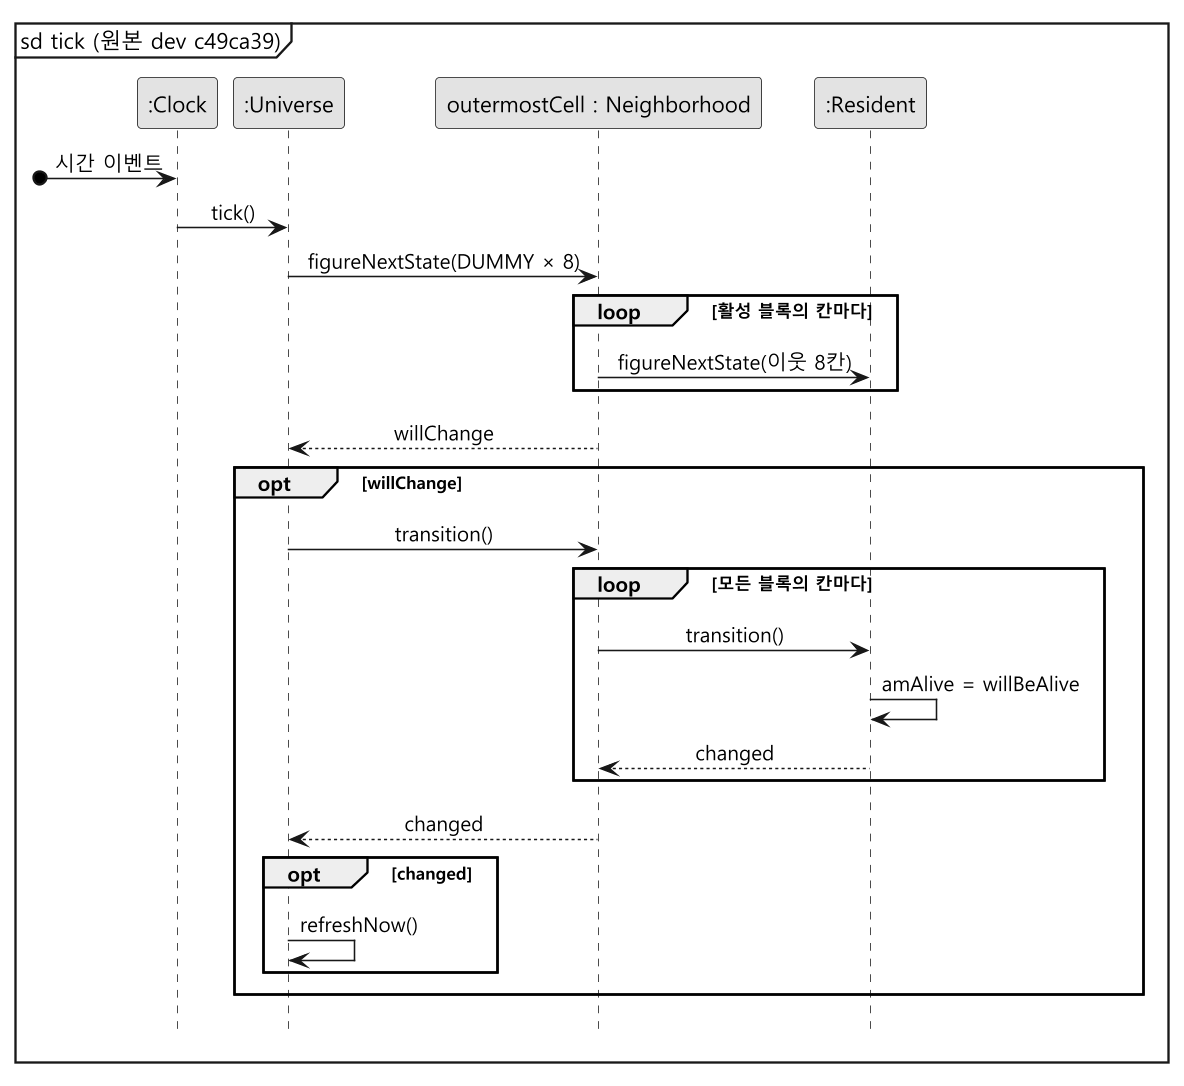 sd tick (원본 dev c49ca39)
:Clock
:Universe
outermostCell : Neighborhood
:Resident
시간 이벤트
tick()
figureNextState(DUMMY × 8)
loop [활성 블록의 칸마다]
figureNextState(이웃 8칸)
willChange
opt [willChange]
transition()
loop [모든 블록의 칸마다]
transition()
amAlive = willBeAlive
changed
changed
opt [changed]
refreshNow()